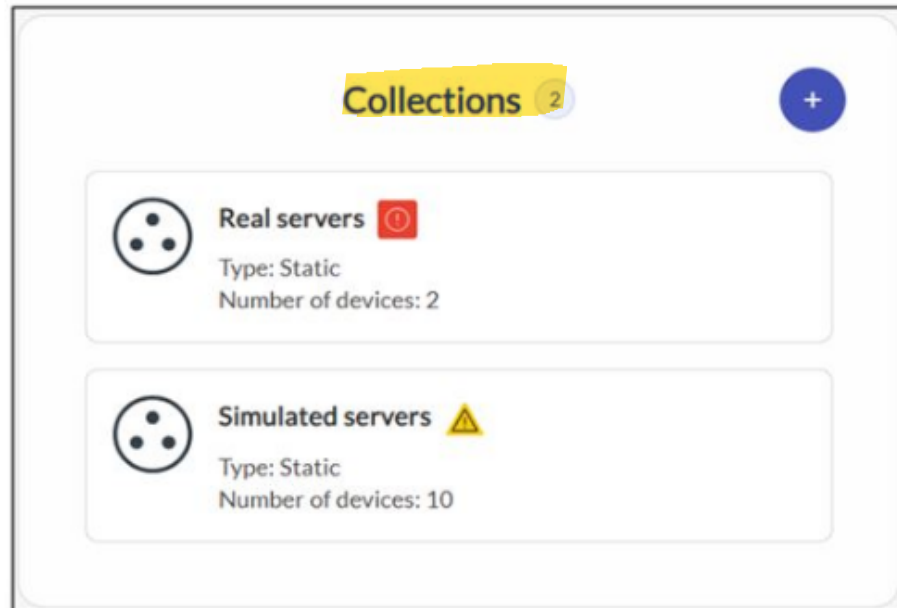 Collections 2
+
Real servers
Type: Static
Number of devices: 2
Simulated servers
Type: Static
Number of devices: 10